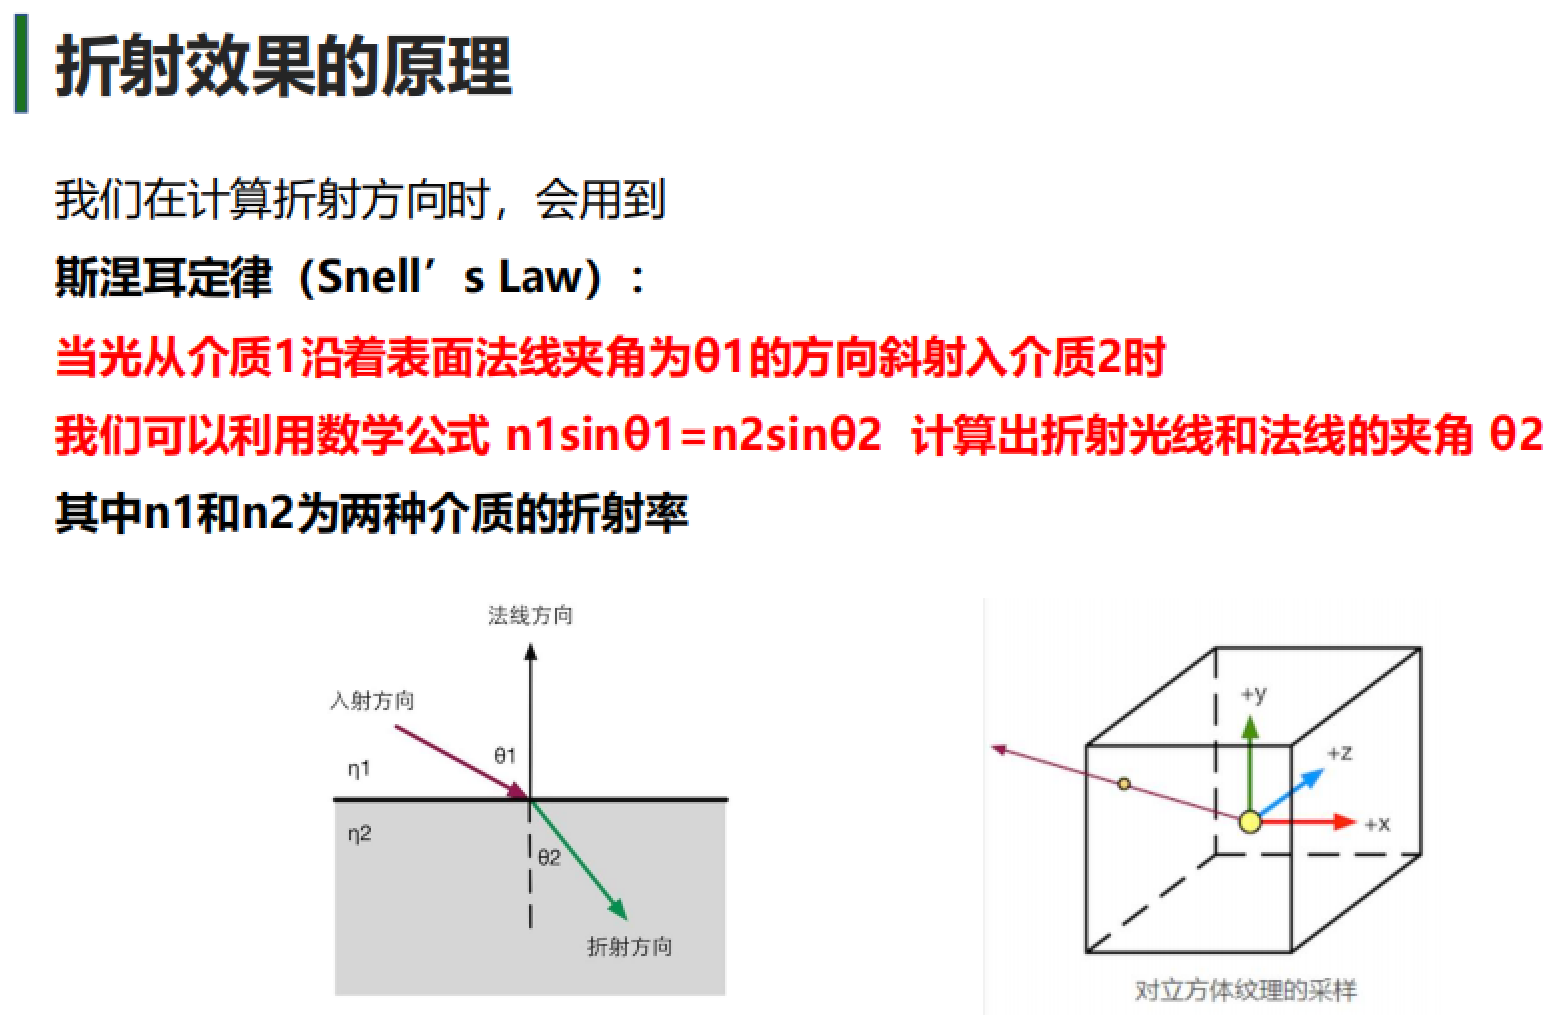 折射效果的原理
我们在计算折射方向时，会用到
斯涅耳定律（Snell’s Law）：
当光从介质1沿着表面法线夹角为θ1的方向斜射入介质2时
我们可以利用数学公式 n1sinθ1=n2sinθ2 计算出折射光线和法线的夹角 θ2
其中n1和n2为两种介质的折射率
法线方向
入射方向
θ1
η1
η2
θ2
折射方向
+y
+z
+x
对立方体纹理的采样